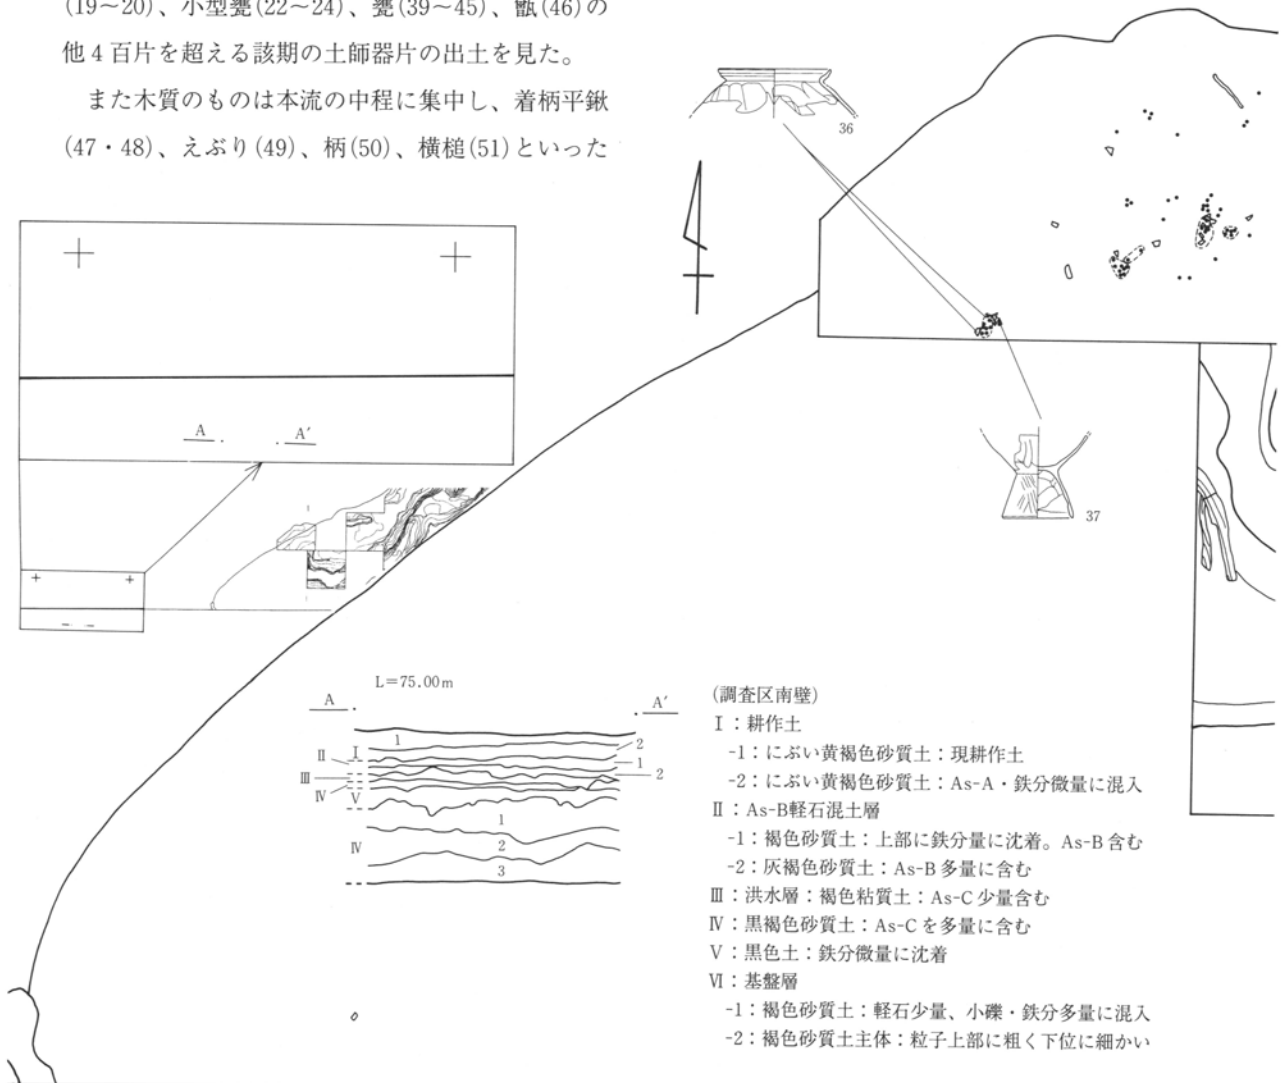 (19～20)、小型甕(22～24)、甕(39～45)、甑(46)の
他4百片を超える該期の土師器片の出土を見た。
また木質のものは本流の中程に集中し、着柄平鍬
(47・48)、えぶり(49)、柄(50)、横槌(51)といった
36
A
A′
37
L=75.00m
A
A′
1
2
Ⅱ
Ⅰ
1
Ⅲ
2
Ⅳ
Ⅴ
1
Ⅳ
2
3
(調査区南壁)
Ⅰ：耕作土
-1：にぶい黄褐色砂質土：現耕作土
-2：にぶい黄褐色砂質土：As-A・鉄分微量に混入
Ⅱ：As-B軽石混土層
-1：褐色砂質土：上部に鉄分量に沈着。As-B含む
-2：灰褐色砂質土：As-B多量に含む
Ⅲ：洪水層：褐色粘質土：As-C少量含む
Ⅳ：黒褐色砂質土：As-Cを多量に含む
Ⅴ：黒色土：鉄分微量に沈着
Ⅵ：基盤層
-1：褐色砂質土：軽石少量、小礫・鉄分多量に混入
-2：褐色砂質土主体：粒子上部に粗く下位に細かい